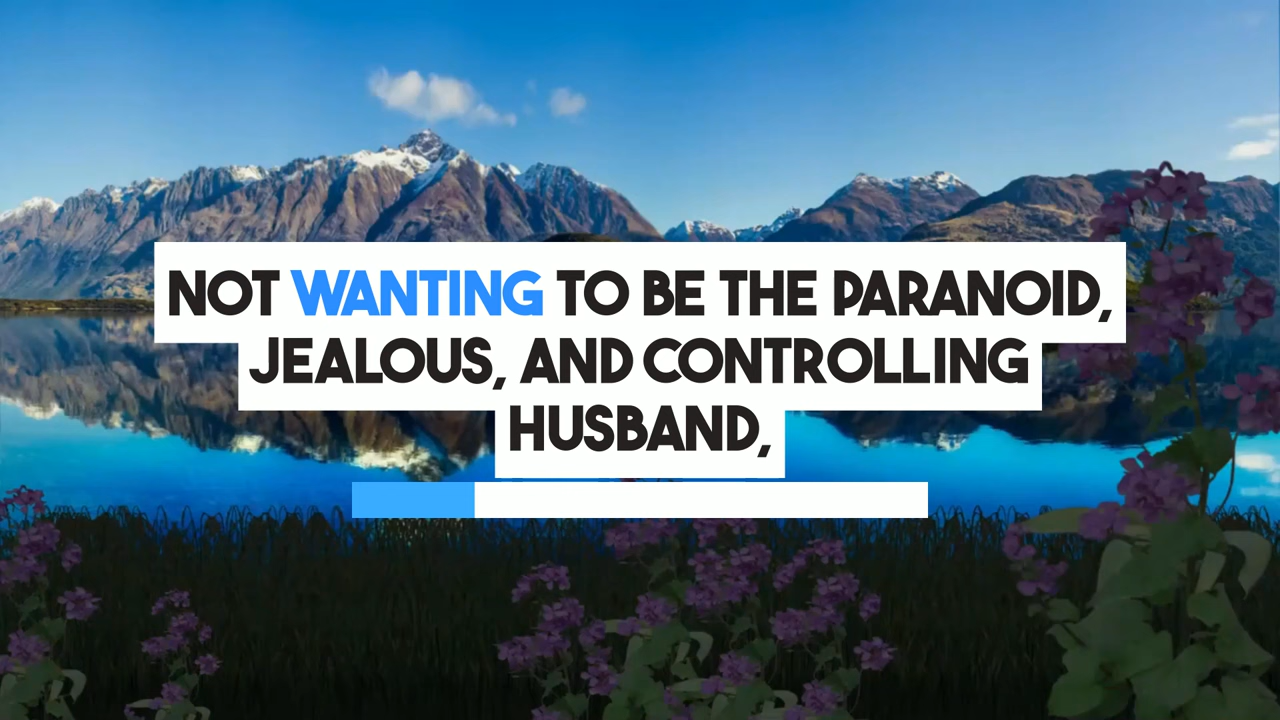 NOT WANTING TO BE THE PARANOID,
JEALOUS, AND CONTROLLING
HUSBAND,